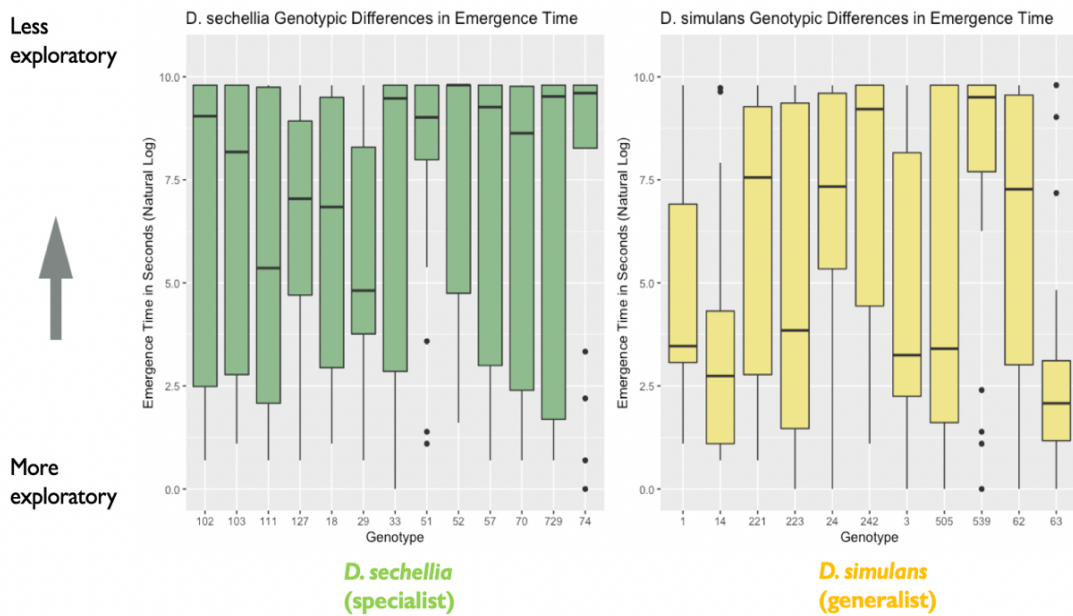 Less
exploratory
More
exploratory
D. sechellia Genotypic Differences in Emergence Time
Emergence Time in Seconds (Natural Log)
10.0
7.5
5.0
2.5
0.0
102 103 111 127 18 29 33 51 52 57 70 729 74
Genotype
D. sechellia
(specialist)
D. simulans Genotypic Differences in Emergence Time
Emergence Time in Seconds (Natural Log)
10.0
7.5
5.0
2.5
0.0
1 14 221 223 24 242 3 505 539 62 63
Genotype
D. simulans
(generalist)